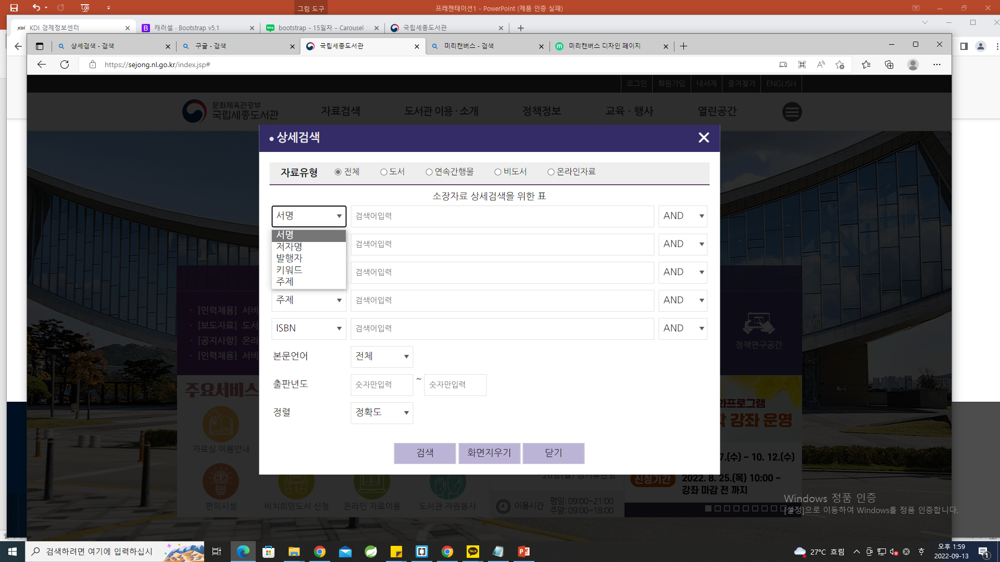 그림 도구
프레젠테이션1 - PowerPoint (제품 인증 실패)
KDI 경제정보센터
캐러셀 · Bootstrap v5.1
bootstrap - 15일차 - Carousel
국립세종도서관
상세검색 - 검색
구글 - 검색
국립세종도서관
미리캔버스 - 검색
미리캔버스 디자인 페이지
https://sejong.nl.go.kr/index.jsp#
로그인
회원가입
내서재
즐겨찾기
ENGLISH
문화체육관광부
국립세종도서관
자료검색
도서관 이용·소개
정책정보
교육 · 행사
열린공간
• 상세검색
자료유형
전체
도서
연속간행물
비도서
온라인자료
소장자료 상세검색을 위한 표
서명
검색어입력
AND
서명
저자명
발행자
키워드
주제
검색어입력
AND
검색어입력
AND
주제
검색어입력
AND
ISBN
검색어입력
AND
본문언어
전체
출판년도
숫자만입력
~
숫자만입력
정렬
정확도
검색
화면지우기
닫기
· [인력채용] 서비
· [보도자료] 도서
· [공지사항] 온라
· [인력채용] 서비
정책연구공간
주요서비스
자료실 이용안내
편의시설
비치희망도서 신청
온라인 자료이용
도서관 자원봉사
26일(월) 정기휴관일
이용시간
평일: 09:00~21:00
주말: 09:00~18:00
화프로그램
강좌 운영
7.(수) ~ 10. 12.(수)
신청기간
2022. 8. 25.(목) 10:00 ~
강좌 마감 전 까지
Windows 정품 인증
[설정]으로 이동하여 Windows를 정품 인증합니다.
검색하려면 여기에 입력하십시
TALK
27°C 흐림
오후 1:59
2022-09-13
1